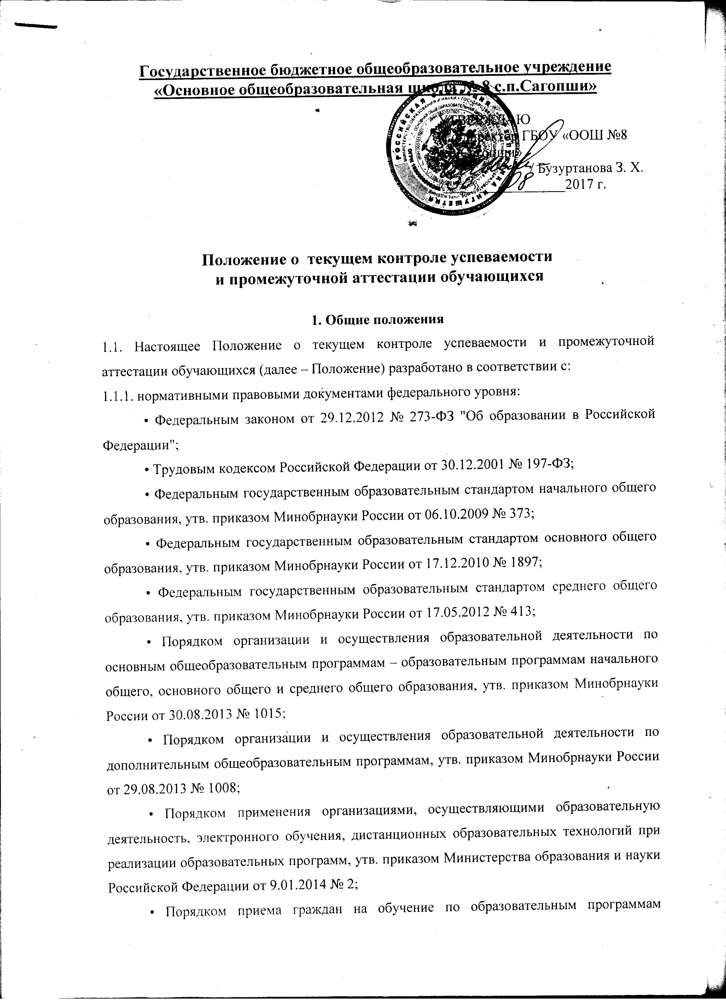 Государственное бюджетное общеобразовательное учреждение
«Основное общеобразовательная школа № 8 с.п.Сагопши»
УТВЕРЖДАЮ
директор ГБОУ «ООШ №8
/ Бузуртанова З. Х.
08 2017 г.
РОССИЙСКАЯ ФЕДЕРАЦИЯ
РЕСПУБЛИКА ИНГУШЕТИЯ
МИНИСТЕРСТВО ОБРАЗОВАНИЯ И НАУКИ
ИНН 0601017601
Положение о текущем контроле успеваемости
и промежуточной аттестации обучающихся
1. Общие положения
1.1. Настоящее Положение о текущем контроле успеваемости и промежуточной
аттестации обучающихся (далее – Положение) разработано в соответствии с:
1.1.1. нормативными правовыми документами федерального уровня:
• Федеральным законом от 29.12.2012 № 273-ФЗ "Об образовании в Российской
Федерации";
• Трудовым кодексом Российской Федерации от 30.12.2001 № 197-ФЗ;
• Федеральным государственным образовательным стандартом начального общего
образования, утв. приказом Минобрнауки России от 06.10.2009 № 373;
• Федеральным государственным образовательным стандартом основного общего
образования, утв. приказом Минобрнауки России от 17.12.2010 № 1897;
• Федеральным государственным образовательным стандартом среднего общего
образования, утв. приказом Минобрнауки России от 17.05.2012 № 413;
• Порядком организации и осуществления образовательной деятельности по
основным общеобразовательным программам – образовательным программам начального
общего, основного общего и среднего общего образования, утв. приказом Минобрнауки
России от 30.08.2013 № 1015;
• Порядком организации и осуществления образовательной деятельности по
дополнительным общеобразовательным программам, утв. приказом Минобрнауки России
от 29.08.2013 № 1008;
• Порядком применения организациями, осуществляющими образовательную
деятельность, электронного обучения, дистанционных образовательных технологий при
реализации образовательных программ, утв. приказом Министерства образования и науки
Российской Федерации от 9.01.2014 № 2;
• Порядком приема граждан на обучение по образовательным программам